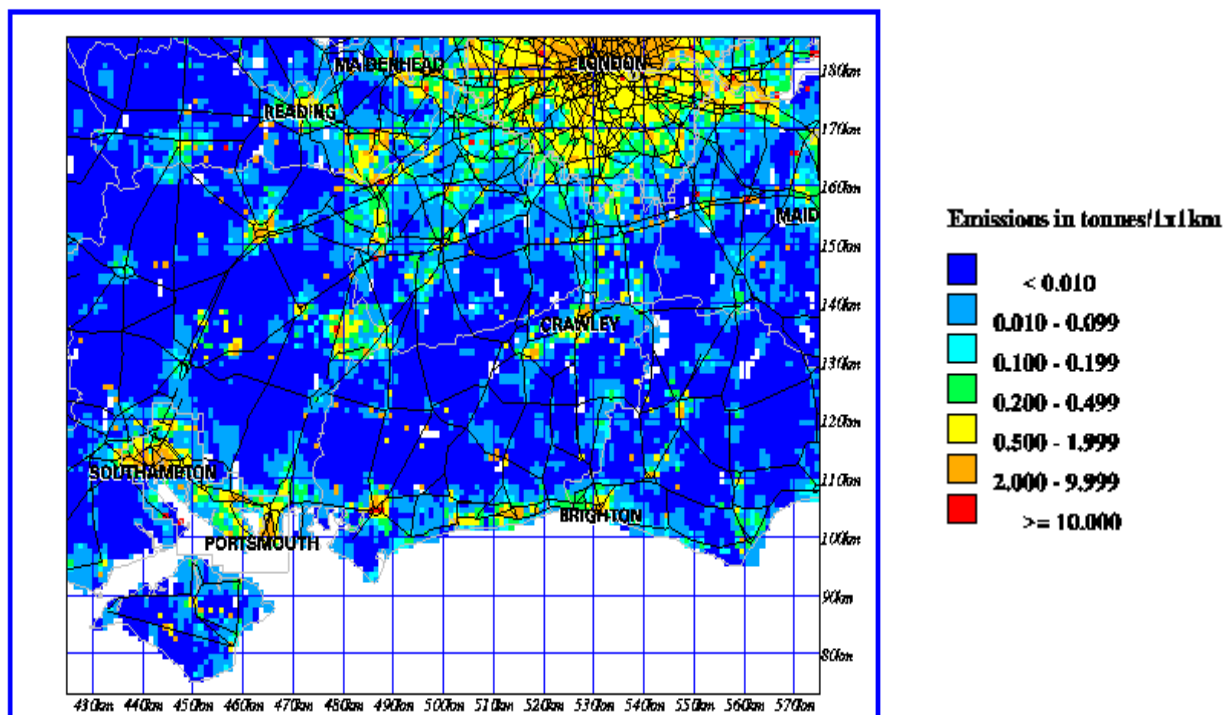 MAIDENHEAD
LONDON
180km
READING
170km
160km
MAID
150km
140km
CRAWLEY
130km
120km
SOUTHAMPTON
110km
BRIGHTON
PORTSMOUTH
100km
90km
80km
430km 440km 450km 460km 470km 480km 490km 500km 510km 520km 530km 540km 550km 560km 570km
Emissions in tonnes/1x1km
< 0.010
0.010 - 0.099
0.100 - 0.199
0.200 - 0.499
0.500 - 1.999
2.000 - 9.999
>= 10.000